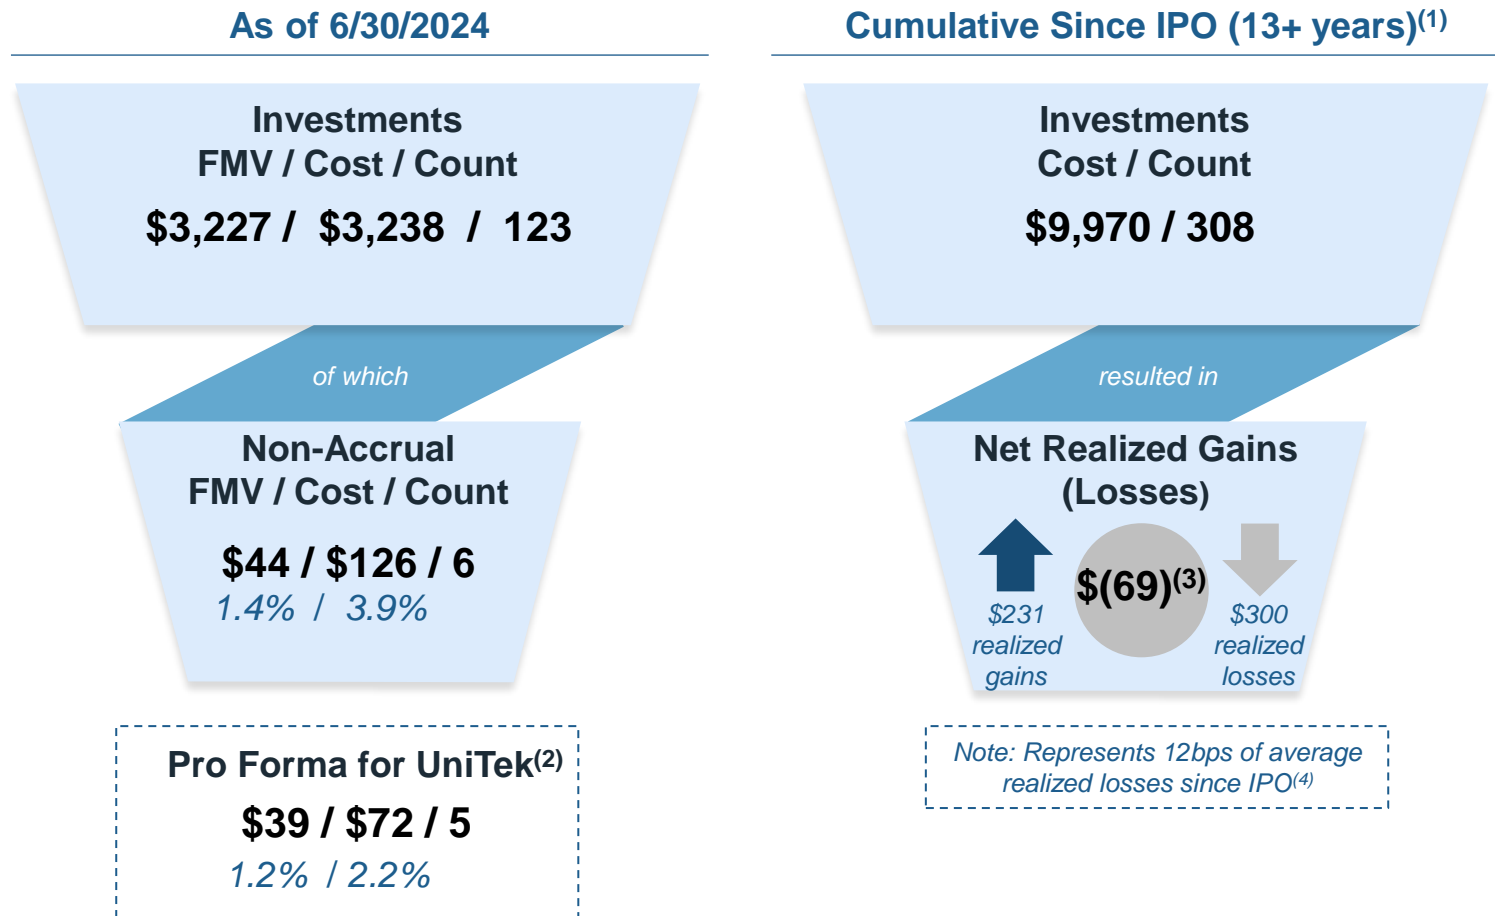 As of 6/30/2024
Investments
FMV / Cost / Count
$3,227 / $3,238 / 123
of which
Non-Accrual
FMV / Cost / Count
$44 / $126 / 6
1.4% / 3.9%
Pro Forma for UniTek(2)
$39 / $72 / 5
1.2% / 2.2%
Cumulative Since IPO (13+ years)(1)
Investments
Cost / Count
$9,970 / 308
resulted in
Net Realized Gains
(Losses)
$231
realized
gains
$(69)(3)
$300
realized
losses
Note: Represents 12bps of average
realized losses since IPO(4)